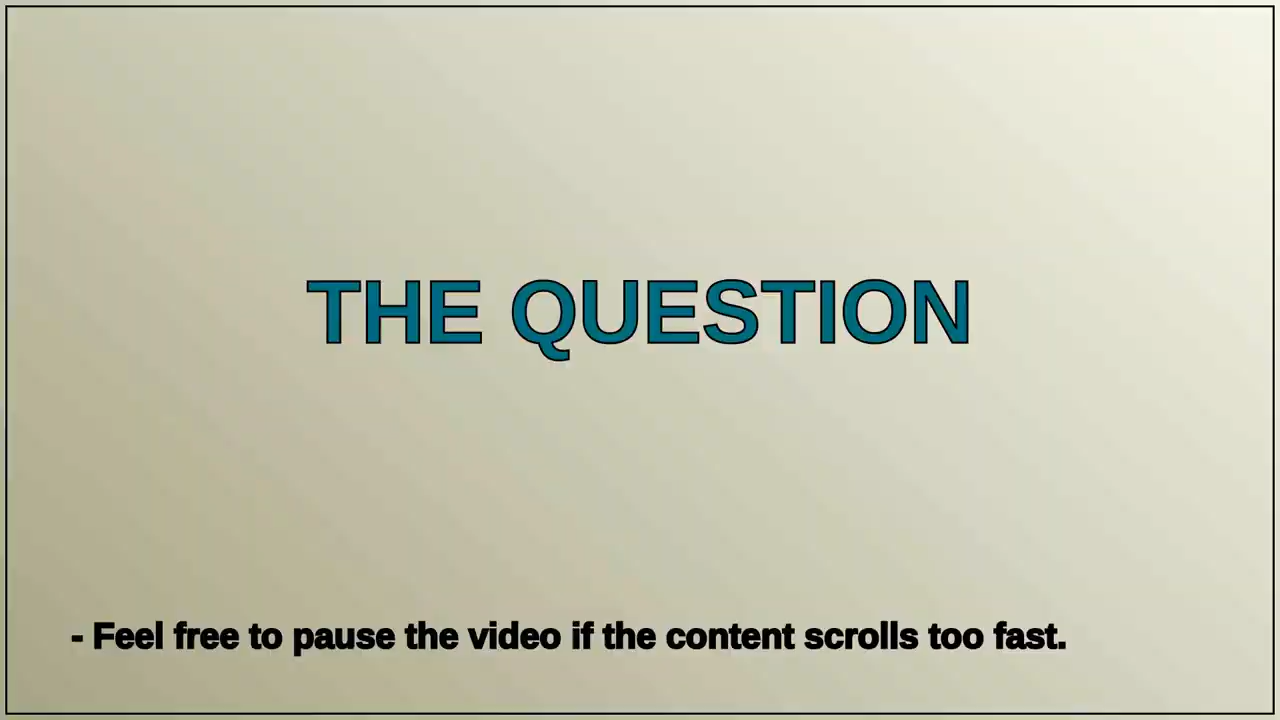 THE QUESTION
- Feel free to pause the video if the content scrolls too fast.